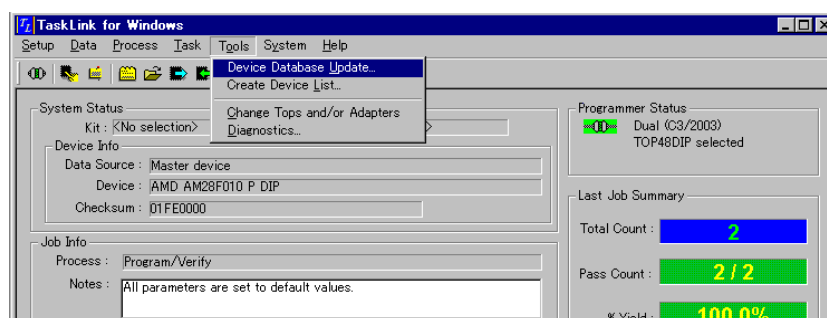 TL TaskLink for Windows
Setup Data Process Task Tools System Help
Device Database Update...
Create Device List...
Change Tops and/or Adapters
Diagnostics...
System Status
Kit : <No selection> >
Device Info
Data Source : Master device
Device : AMD AM28F010 P DIP
Checksum : 01FE0000
Job Info
Process : Program/Verify
Notes : All parameters are set to default values.
Programmer Status
Dual (C3/2003)
TOP48DIP selected
Last Job Summary
Total Count : 2
Pass Count : 2 / 2
% Yield : 100.0%